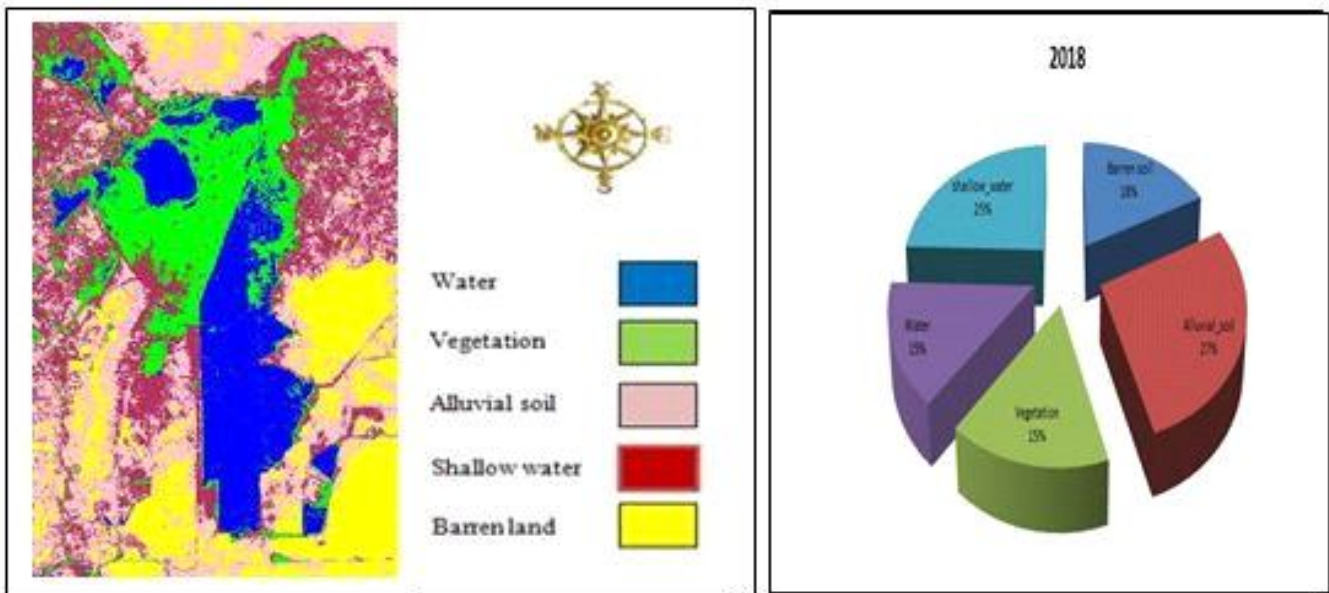 Water
Vegetation
Alluvial soil
Shallow water
Barren land
2018
shallow_water
25%
Barren soil
18%
Alluvial_soil
27%
Vegetation
15%
Water
15%